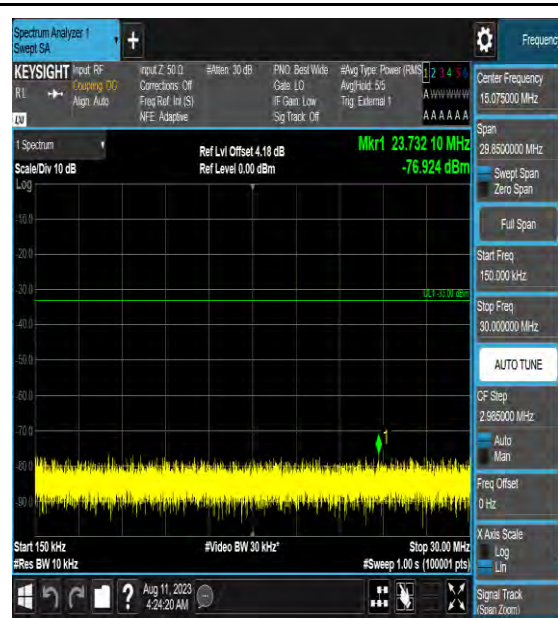 Spectrum Analyzer 1
Swept SA
+
Frequenc
KEYSIGHT
Input: RF
Coupling: DC
Align: Auto
RL
LW
Input Z: 50 Ω
Corrections: Off
Freq Ref: Int (S)
NFE: Adaptive
#Atten: 30 dB
PNO: Best Wide
Gate: LO
IF Gain: Low
Sig Track: Off
#Avg Type: Power (RMS
Avg|Hold: 5/5
Trig: External 1
1 2 3 4 5 6
A W W W W W
A A A A A A
Center Frequency
15.075000 MHz
Span
29.8500000 MHz
Swept Span
Zero Span
Full Span
Start Freq
150.000 kHz
Stop Freq
30.000000 MHz
AUTO TUNE
CF Step
2.985000 MHz
Auto
Man
Freq Offset
0 Hz
X Axis Scale
Log
Lin
Signal Track
(Span Zoom)
1 Spectrum
Scale/Div 10 dB
Ref Lvl Offset 4.18 dB
Ref Level 0.00 dBm
Mkr1 23.732 10 MHz
-76.924 dBm
Log
-10.0
-20.0
-30.0
UL1 -33.00 dBm
-40.0
-50.0
-60.0
-70.0
1
-80.0
-90.0
Start 150 kHz
#Video BW 30 kHz*
Stop 30.00 MHz
#Res BW 10 kHz
#Sweep 1.00 s (100001 pts)
?
Aug 11, 2023
4:24:20 AM